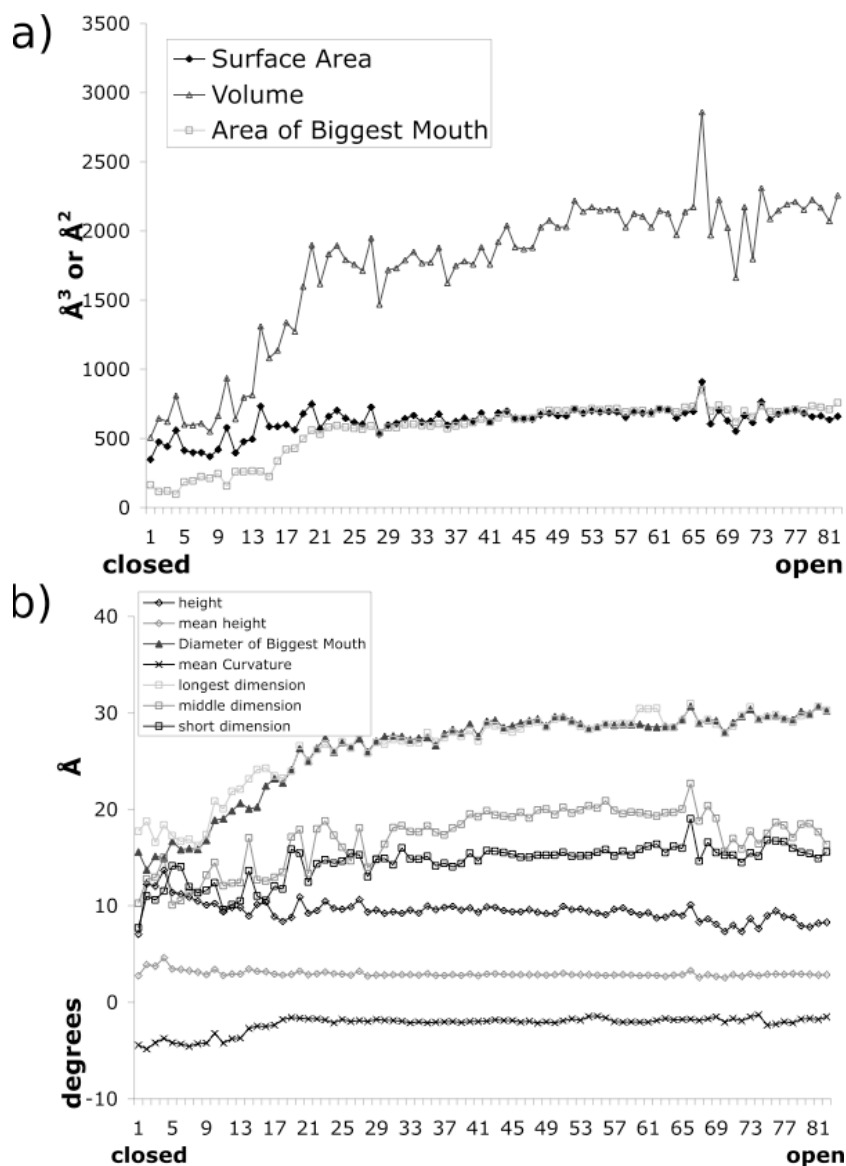 a)
3500
3000
2500
2000
1500
1000
500
0
Å³ or Å²
Surface Area
Volume
Area of Biggest Mouth
1 5 9 13 17 21 25 29 33 37 41 45 49 53 57 61 65 69 73 77 81
closed open
b)
40
30
20
10
0
-10
Å
degrees
height
mean height
Diameter of Biggest Mouth
mean Curvature
longest dimension
middle dimension
short dimension
1 5 9 13 17 21 25 29 33 37 41 45 49 53 57 61 65 69 73 77 81
closed open